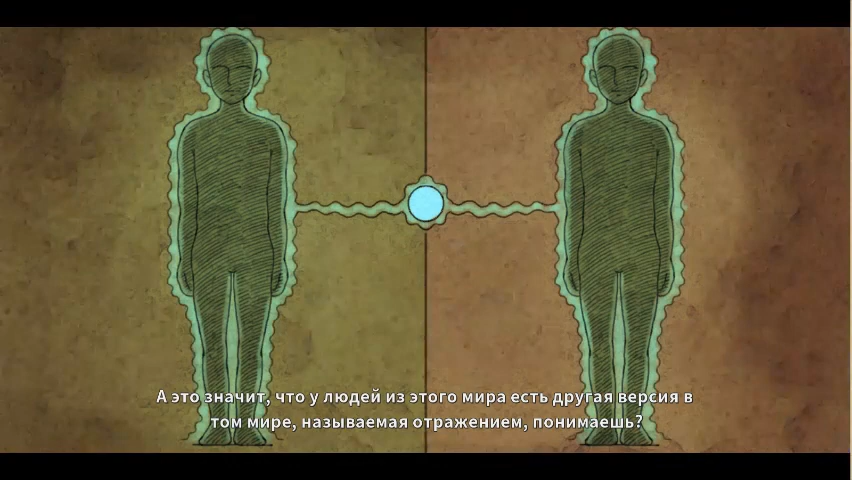 А это значит, что у людей из этого мира есть другая версия в
том мире, называемая отражением, понимаешь?